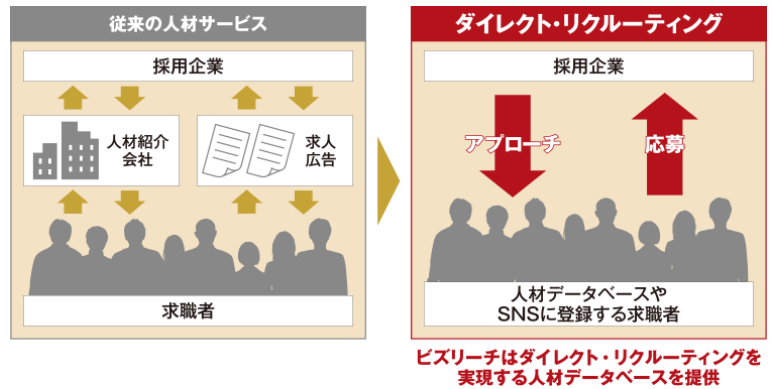 従来の人材サービス
採用企業
人材紹介
会社
求人
広告
求職者
ダイレクト・リクルーティング
採用企業
アプローチ
応募
人材データベースや
SNSに登録する求職者
ビズリーチはダイレクト・リクルーティングを
実現する人材データベースを提供